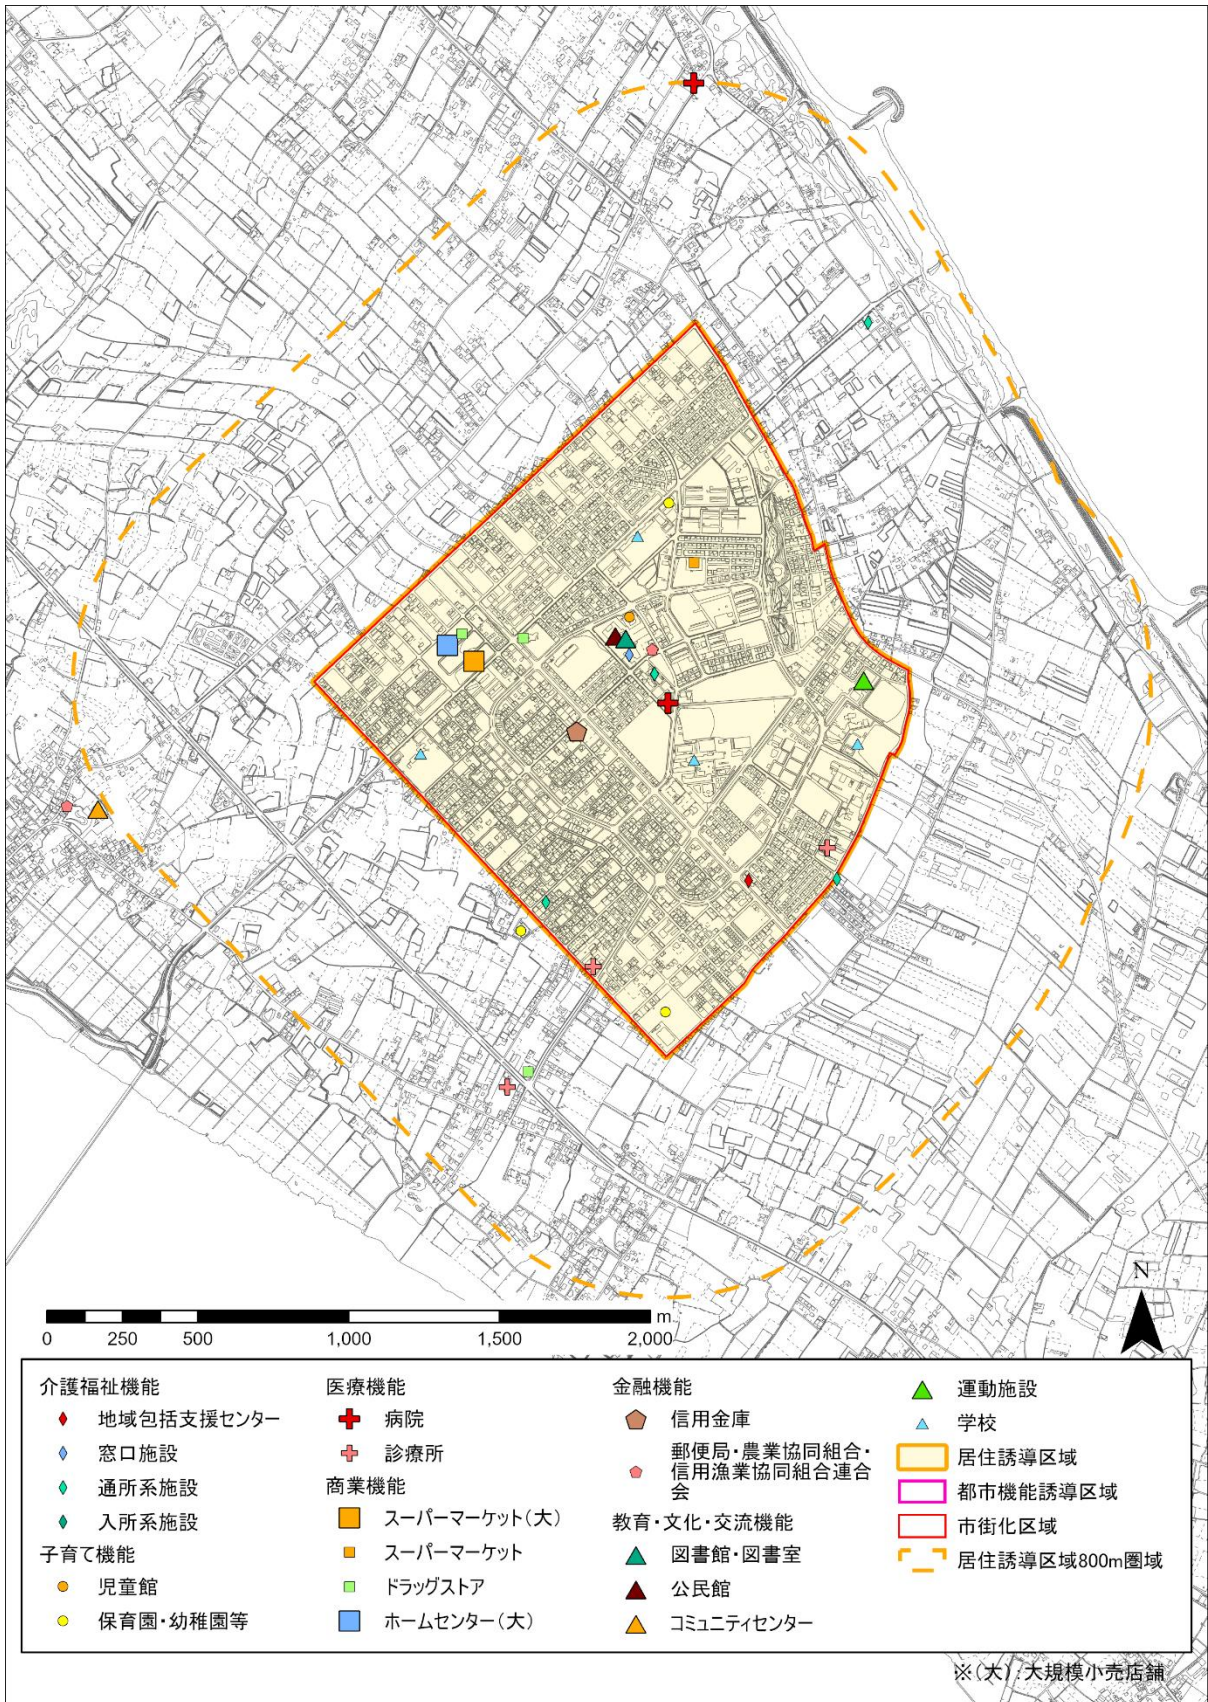 N
m
0 250 500 1,000 1,500 2,000
介護福祉機能
地域包括支援センター
窓口施設
通所系施設
入所系施設
子育て機能
児童館
保育園・幼稚園等
医療機能
病院
診療所
商業機能
スーパーマーケット（大）
スーパーマーケット
ドラッグストア
ホームセンター（大）
金融機能
信用金庫
郵便局・農業協同組合・
信用漁業協同組合連合
会
教育・文化・交流機能
図書館・図書室
公民館
コミュニティセンター
運動施設
学校
居住誘導区域
都市機能誘導区域
市街化区域
居住誘導区域800m圏域
※（大）：大規模小売店舗